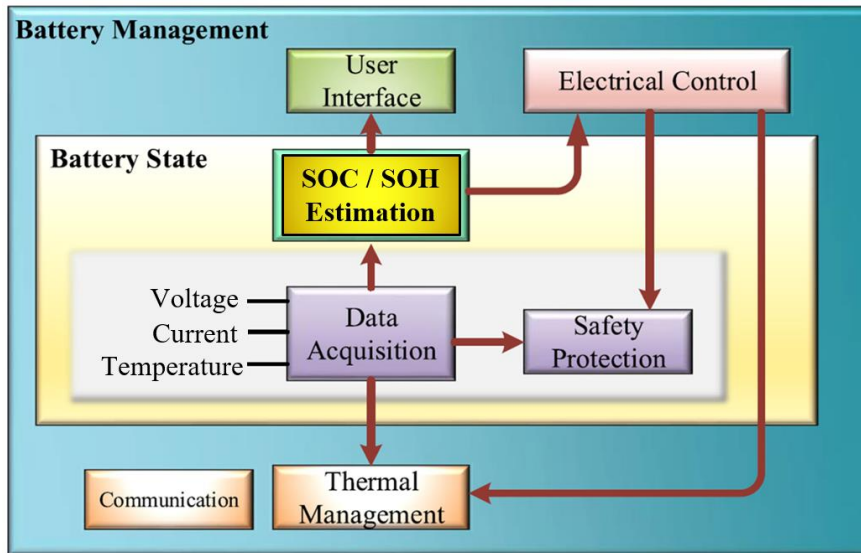 Battery Management
User
Interface
Electrical Control
Battery State
SOC / SOH
Estimation
Voltage
Current
Temperature
Data
Acquisition
Safety
Protection
Communication
Thermal
Management